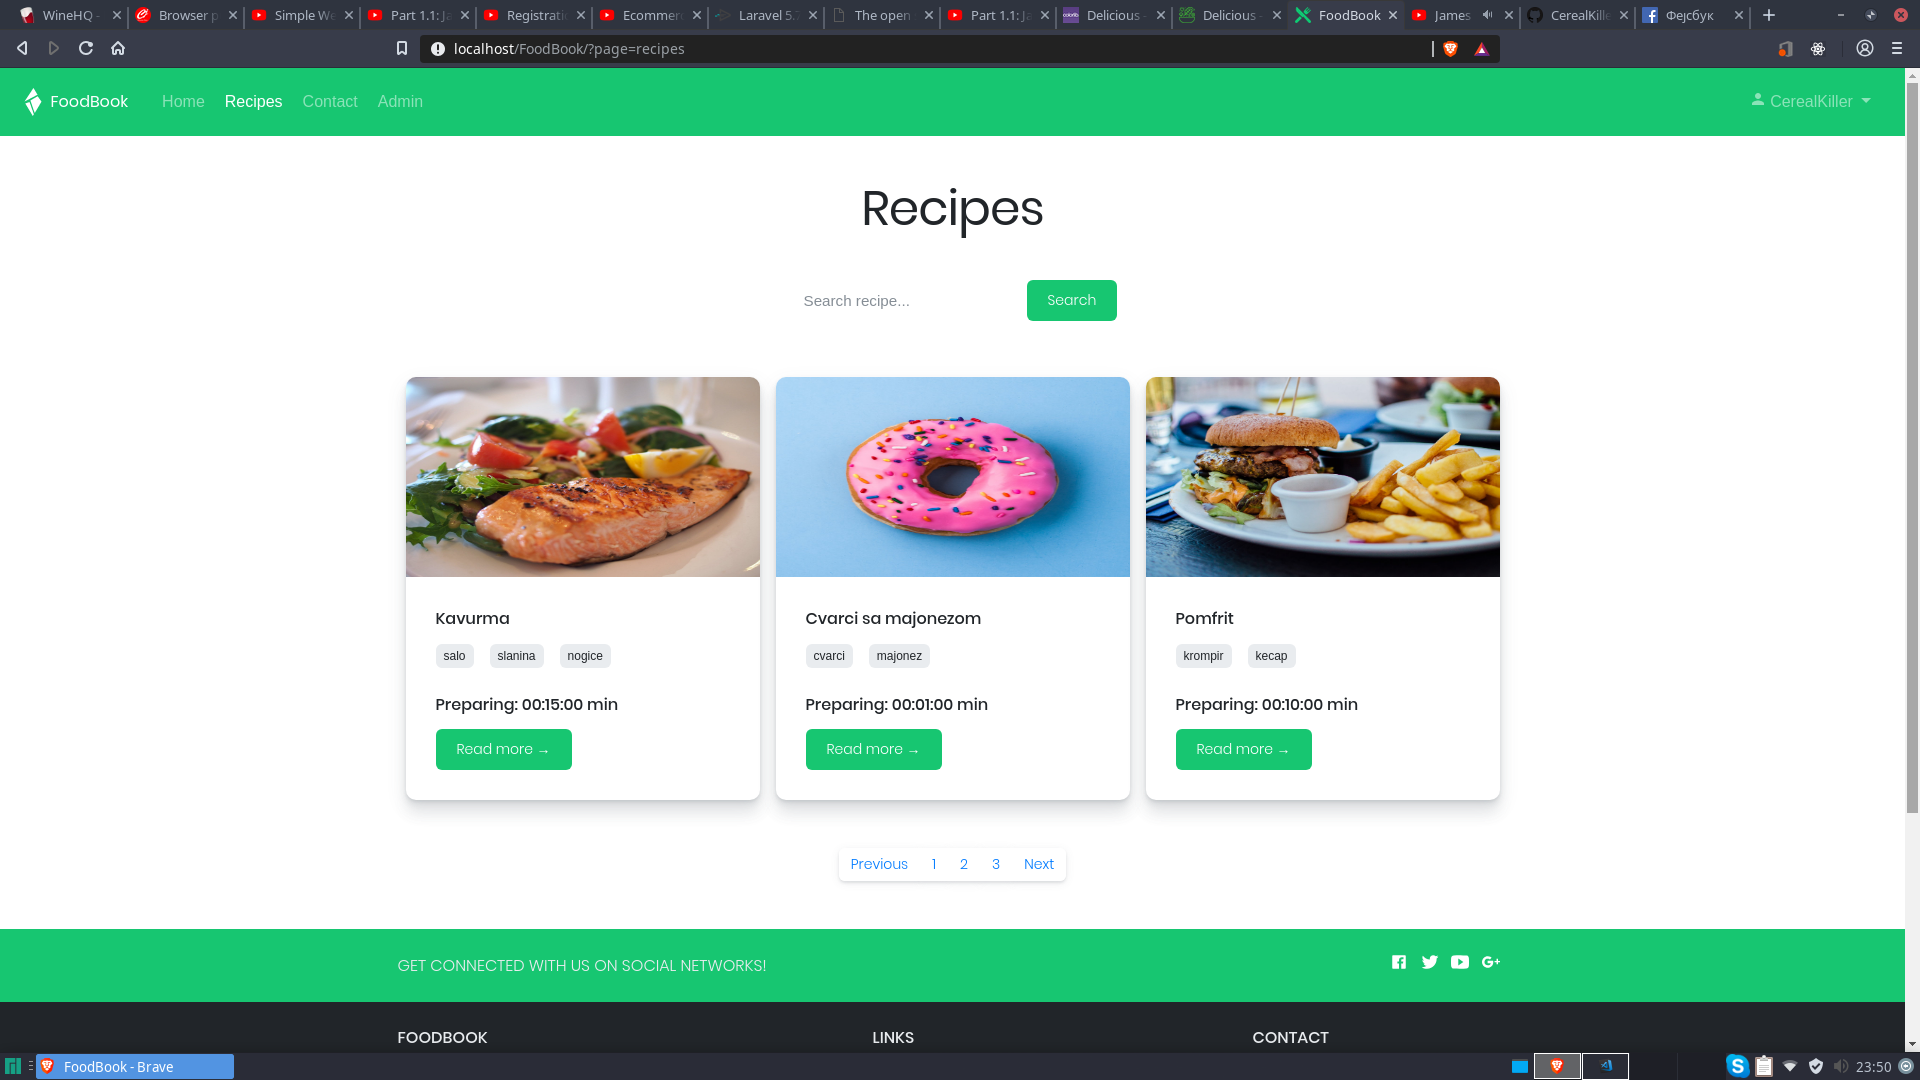 WineHQ - Browser p Simple We Part 1.1: Ja Registratio Ecommerc Laravel 5.7 The open Part 1.1: Ja Delicious - Delicious - FoodBook James CerealKille Фејсбук
localhost/FoodBook/?page=recipes
FoodBook Home Recipes Contact Admin CerealKiller
Recipes
Search recipe... Search
Kavurma
salo slanina nogice
Preparing: 00:15:00 min
Read more →
Cvarci sa majonezom
cvarci majonez
Preparing: 00:01:00 min
Read more →
Pomfrit
krompir kecap
Preparing: 00:10:00 min
Read more →
Previous 1 2 3 Next
GET CONNECTED WITH US ON SOCIAL NETWORKS!
FOODBOOK LINKS CONTACT
FoodBook - Brave 23:50